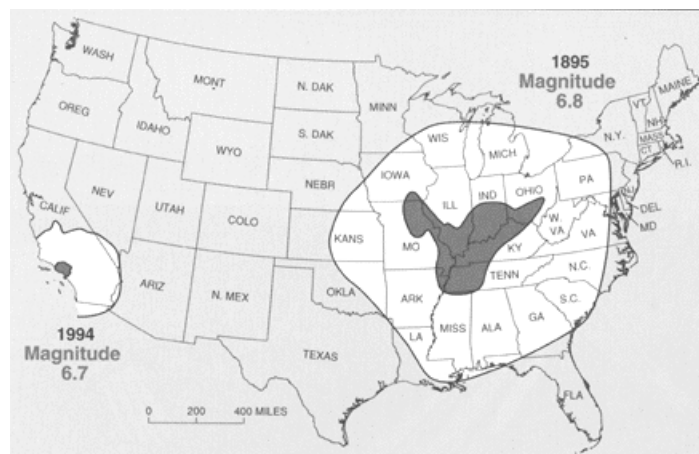 WASH
MONT
N. DAK
MINN
OREG
IDAHO
WYO
S. DAK
WIS
MICH
1895
Magnitude
6.8
MAINE
VT.
NH
N.Y.
MASS
CT.
R.I.
NEBR
IOWA
ILL
IND
OHIO
PA
N.J.
DEL
MD
CALIF
NEV
UTAH
COLO
KANS
MO
KY
W.
VA
VA
ARIZ
N. MEX
OKLA
ARK
TENN
N.C.
S.C.
TEXAS
LA
MISS
ALA
GA
FLA
1994
Magnitude
6.7
0 200 400 MILES